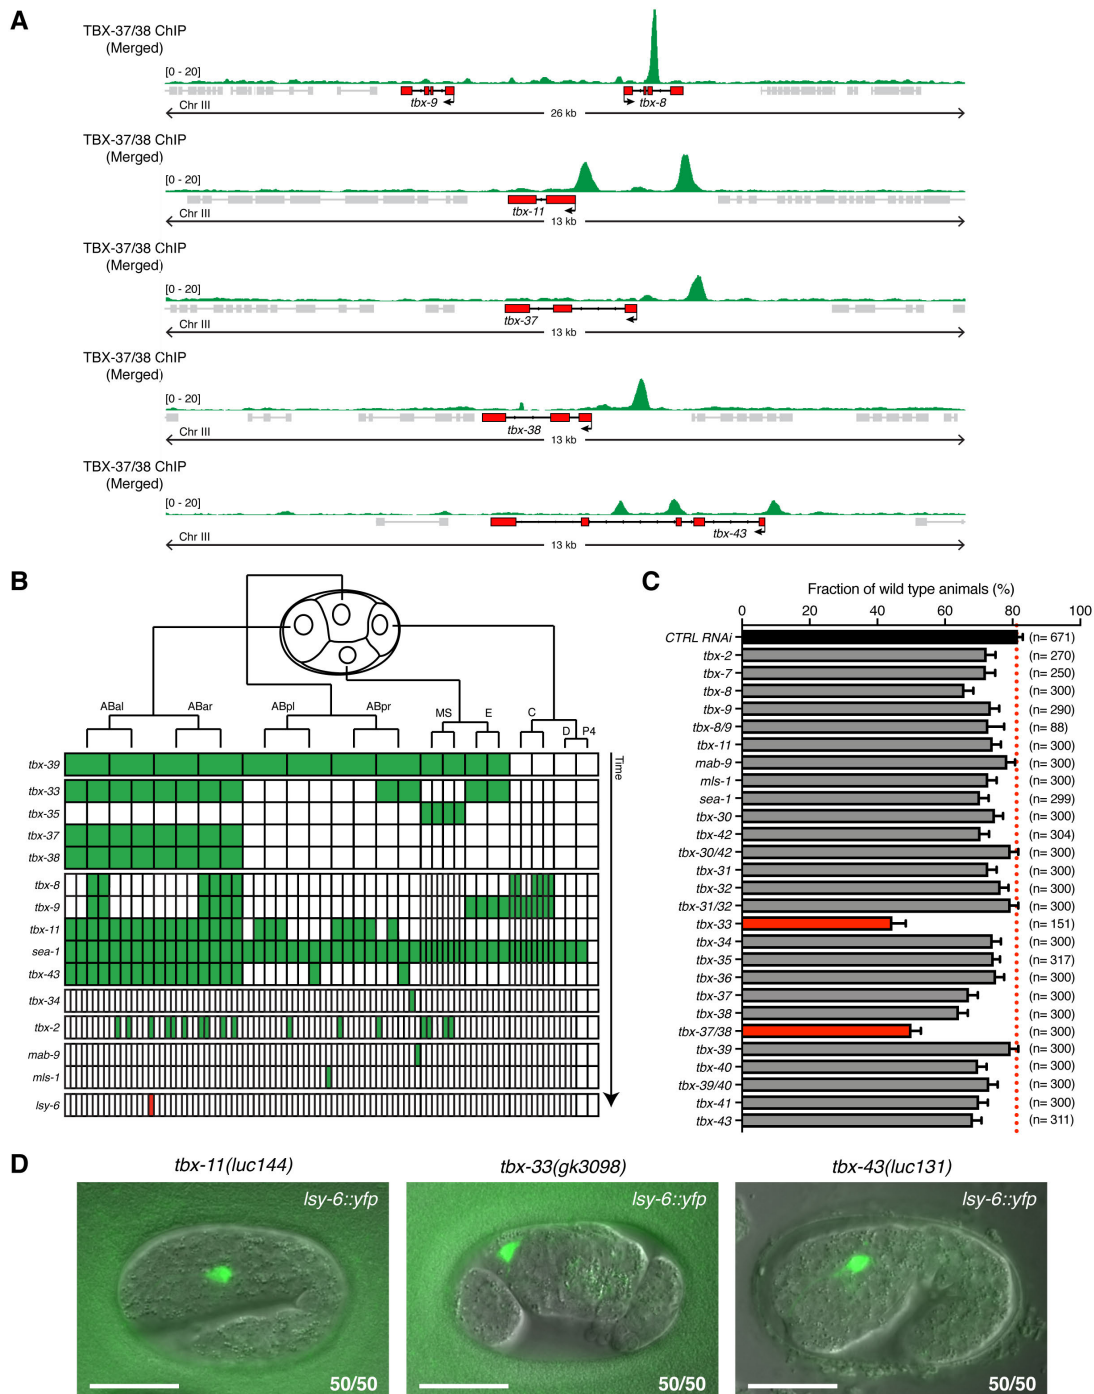 A
TBX-37/38 ChIP
(Merged)
[0 - 20]
tbx-9
tbx-8
Chr III
26 kb
TBX-37/38 ChIP
(Merged)
[0 - 20]
tbx-11
Chr III
13 kb
TBX-37/38 ChIP
(Merged)
[0 - 20]
tbx-37
Chr III
13 kb
TBX-37/38 ChIP
(Merged)
[0 - 20]
tbx-38
Chr III
13 kb
TBX-37/38 ChIP
(Merged)
[0 - 20]
tbx-43
Chr III
13 kb
B
ABal
ABar
ABpl
ABpr
MS
E
C
D
P4
Time
tbx-39
tbx-33
tbx-35
tbx-37
tbx-38
tbx-8
tbx-9
tbx-11
sea-1
tbx-43
tbx-34
tbx-2
mab-9
mls-1
lsy-6
C
Fraction of wild type animals (%)
0 20 40 60 80 100
CTRL RNAi (n= 671)
tbx-2 (n= 270)
tbx-7 (n= 250)
tbx-8 (n= 300)
tbx-9 (n= 290)
tbx-8/9 (n= 88)
tbx-11 (n= 300)
mab-9 (n= 300)
mls-1 (n= 300)
sea-1 (n= 299)
tbx-30 (n= 300)
tbx-42 (n= 304)
tbx-30/42 (n= 300)
tbx-31 (n= 300)
tbx-32 (n= 300)
tbx-31/32 (n= 300)
tbx-33 (n= 151)
tbx-34 (n= 300)
tbx-35 (n= 317)
tbx-36 (n= 300)
tbx-37 (n= 300)
tbx-38 (n= 300)
tbx-37/38 (n= 300)
tbx-39 (n= 300)
tbx-40 (n= 300)
tbx-39/40 (n= 300)
tbx-41 (n= 300)
tbx-43 (n= 311)
D
tbx-11(luc144)
lsy-6::yfp
50/50
tbx-33(gk3098)
lsy-6::yfp
50/50
tbx-43(luc131)
lsy-6::yfp
50/50